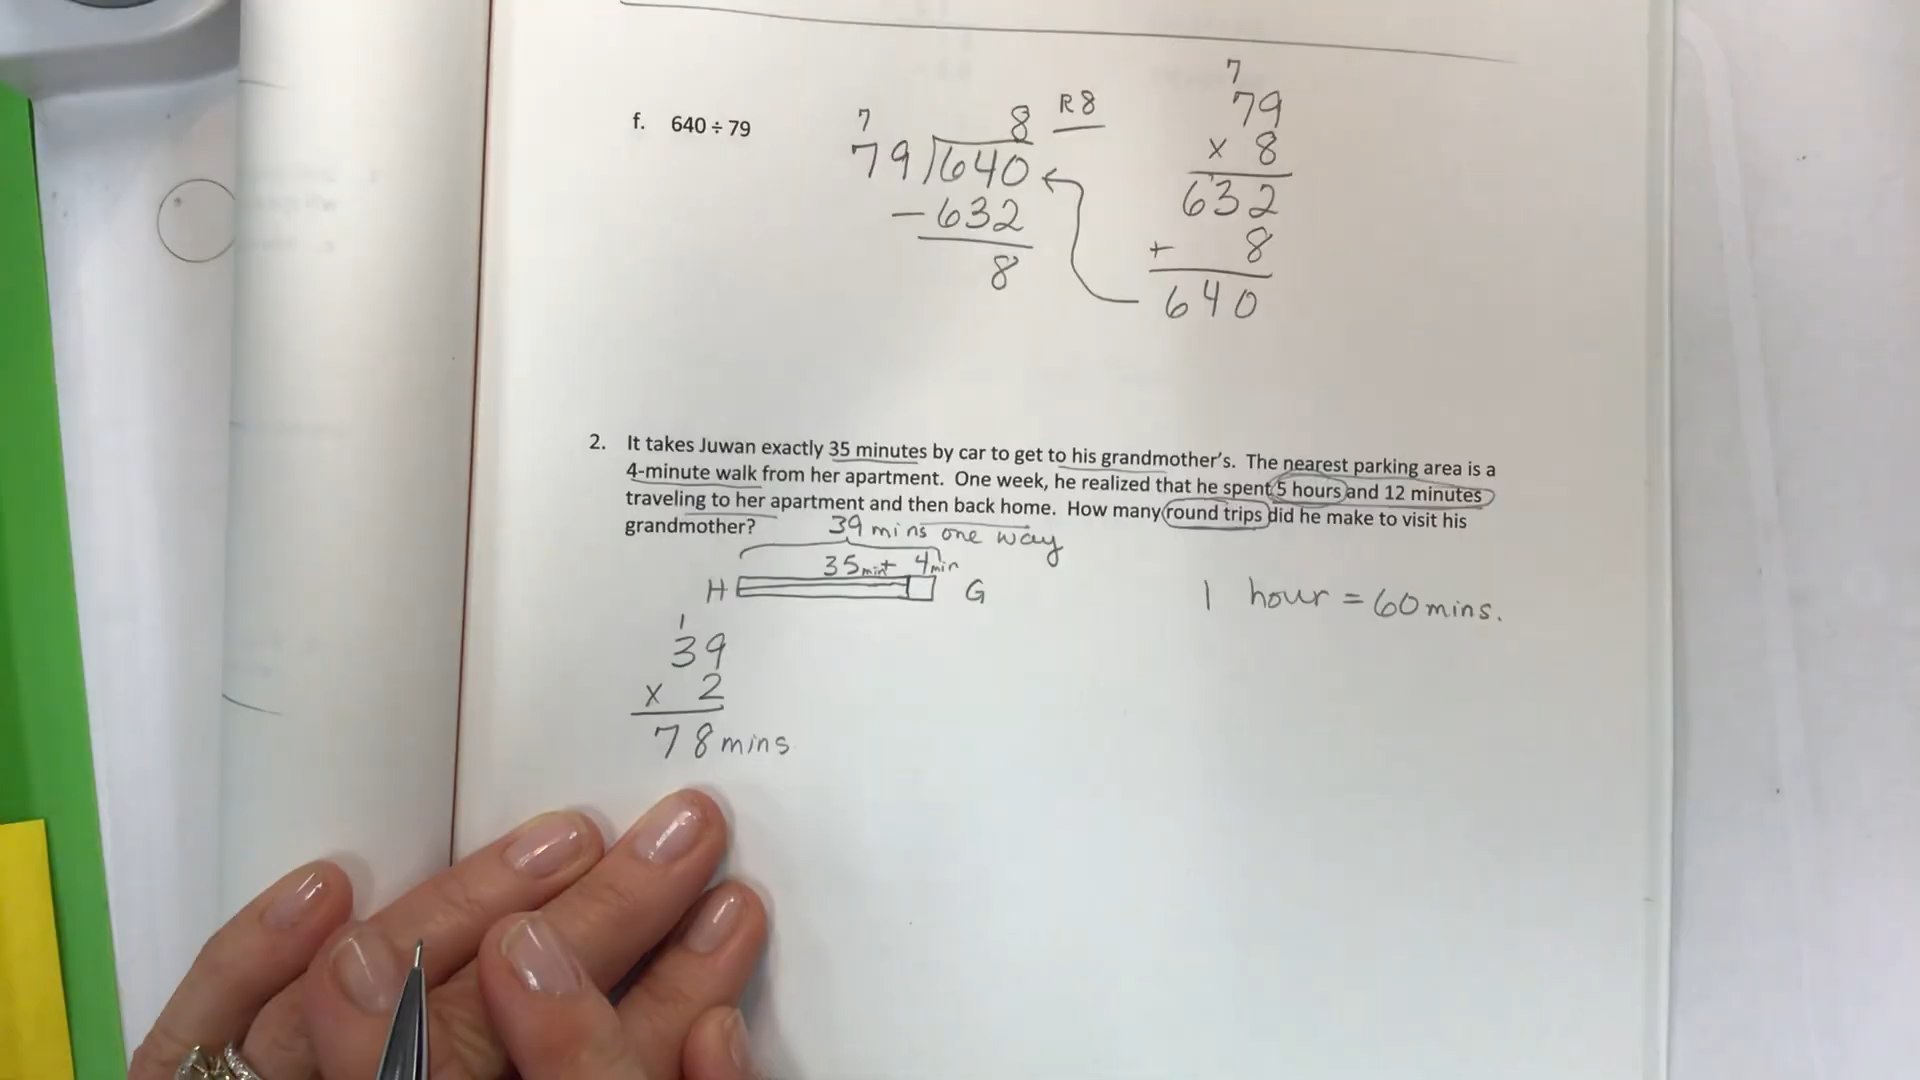 f. 640 ÷ 79
7
8 R8
79)640
- 632
8
7
79
x 8
632
+ 8
640
2. It takes Juwan exactly 35 minutes by car to get to his grandmother's. The nearest parking area is a
4-minute walk from her apartment. One week, he realized that he spent 5 hours and 12 minutes
traveling to her apartment and then back home. How many round trips did he make to visit his
grandmother?
39 mins one way
35min + 4min
H G
1 hour = 60mins.
1
39
x 2
78mins